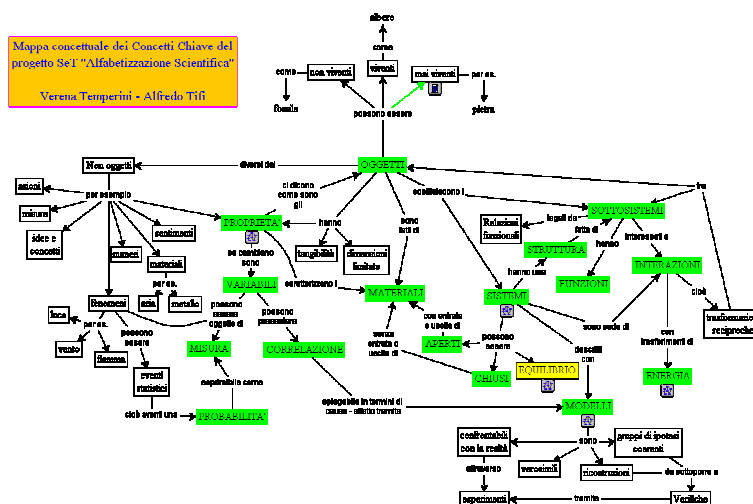 albero
Mappa concettuale dei Concetti Chiave del
progetto SeT "Alfabetizzazione Scientifica"
Verena Temperini - Alfredo Tifi
come
come
non viventi
viventi
mai viventi
per es.
fossile
possono essere
pietra
Non oggetti
diversi dai
OGGETTI
costituiscono i
tra
azioni
per esempio
ci dicono
come sono
gli
misura
PROPRIETA'
hanno
sono
fatti di
Relazioni
funzionali
legati da
SOTTOSISTEMI
fatta di
idee e
concetti
numeri
sentimenti
materiali
se cambiano
sono
tangibilità
dimensioni
limitate
STRUTTURA
hanno
interessati a
per es.
VARIABILI
caratterizzano i
MATERIALI
hanno una
FUNZIONI
INTERAZIONI
fenomeni
aria
metallo
SISTEMI
cioè
luce
per es.
possono
essere
oggetto di
possono
presentare
con entrata
e uscita di
sono sede di
trasformazioni
reciproche
vento
fiamma
possono
essere
senza
entrata o
uscita di
APERTI
possono
essere
con
trasferimenti di
MISURA
CORRELAZIONE
descritti
con
eventi
statistici
esprimibile come
CHIUSI
EQUILIBRIO
ENERGIA
cioè aventi una
PROBABILITA'
spiegabile in termini di
causa - effetto tramite
MODELLI
confrontabili
con la realtà
sono
gruppi di ipotesi
coerenti
attraverso
verosimili
ricostruzioni
da sottoporre a
esperimenti
tramite
Verifiche